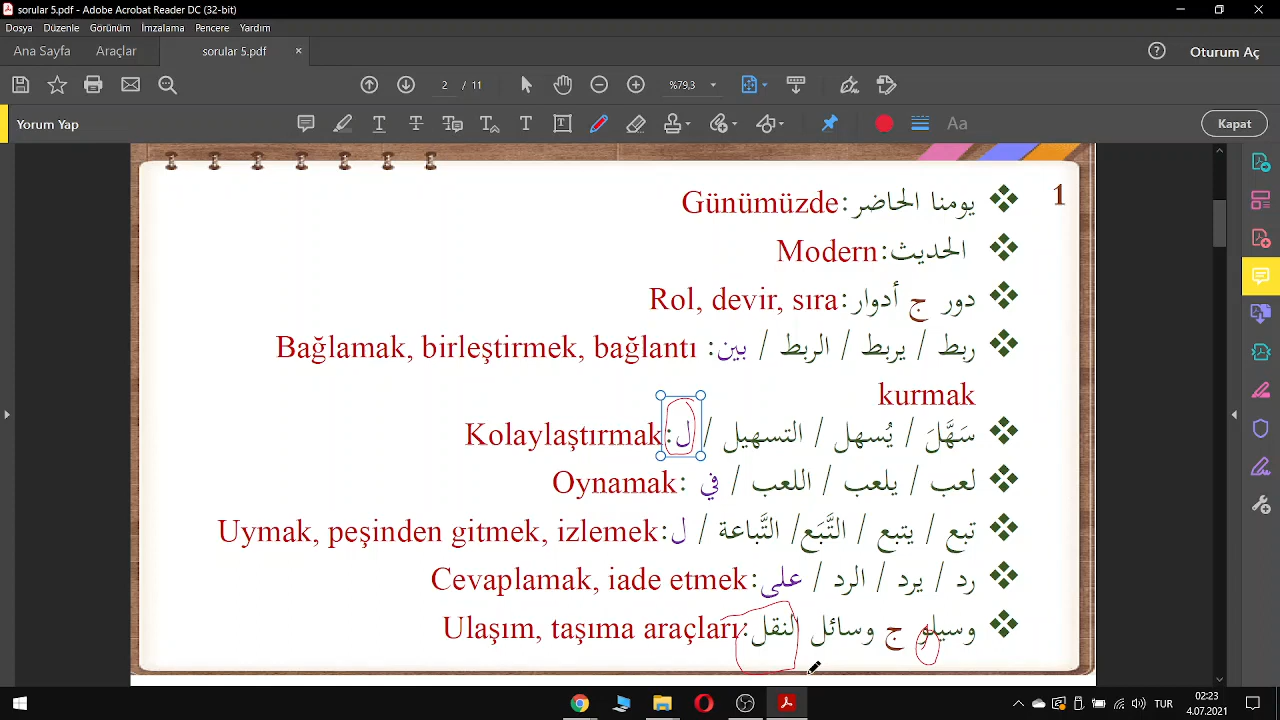 sorular 5.pdf - Adobe Acrobat Reader DC (32-bit)
Dosya Düzenle Görünüm İmzalama Pencere Yardım
Ana Sayfa Araçlar sorular 5.pdf × Oturum Aç
2 / 11 %79,3
Yorum Yap Kapat
1
يومنا الحاضر: Günümüzde
الحديث: Modern
دور ج أدوار: Rol, devir, sıra
ربط / يربط / الربط / بين: Bağlamak, birleştirmek, bağlantı
kurmak
سَهَّلَ / يُسهل / التسهيل / ل: Kolaylaştırmak
لعب / يلعب / اللعب / في: Oynamak
تبع / يتبع / التَّبَع/ التَّباعة / ل: Uymak, peşinden gitmek, izlemek
رد / يرد / الرد / على: Cevaplamak, iade etmek
وسيلو ج وسائل النقل: Ulaşım, taşıma araçları
TUR
02:23
4.07.2021